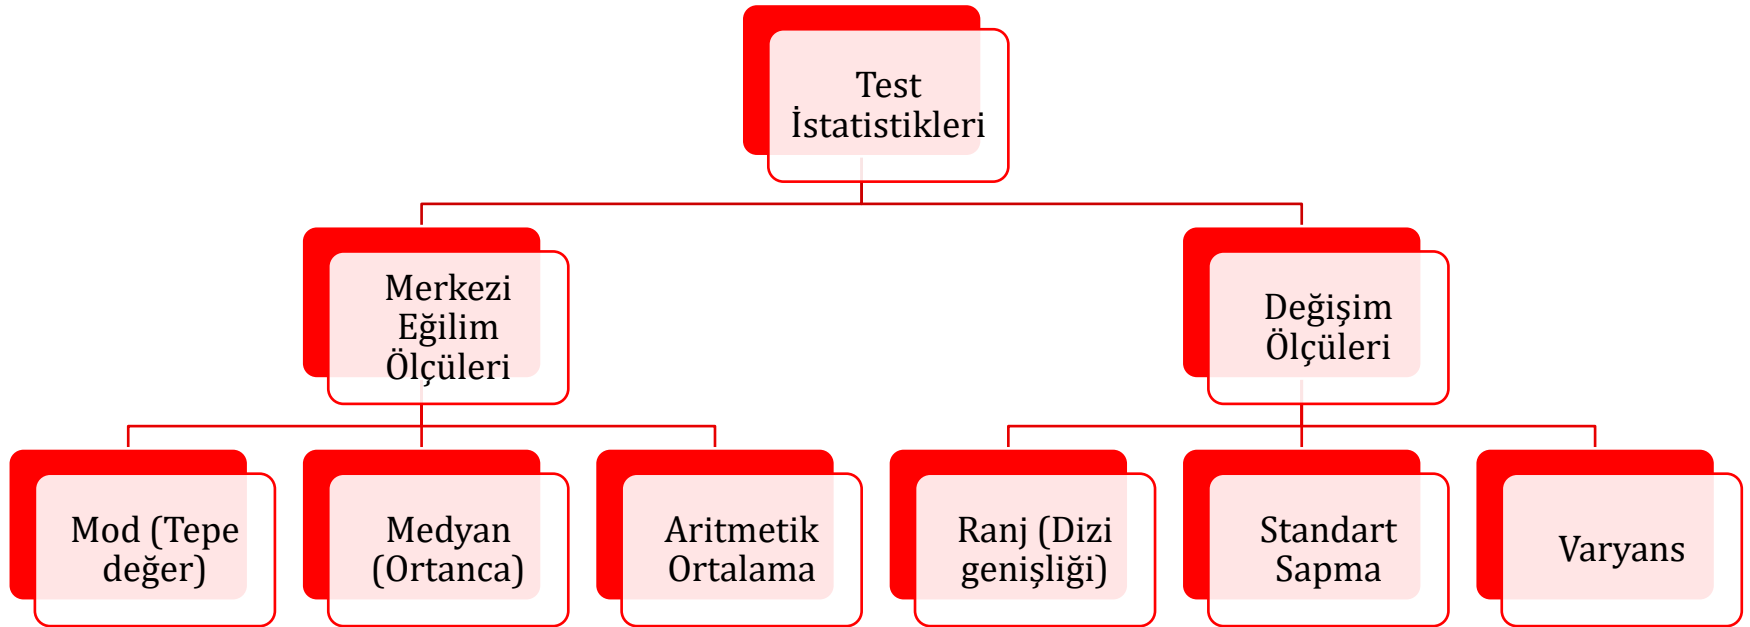 Test
İstatistikleri
Merkezi
Eğilim
Ölçüleri
Değişim
Ölçüleri
Mod (Tepe
değer)
Medyan
(Ortanca)
Aritmetik
Ortalama
Ranj (Dizi
genişliği)
Standart
Sapma
Varyans